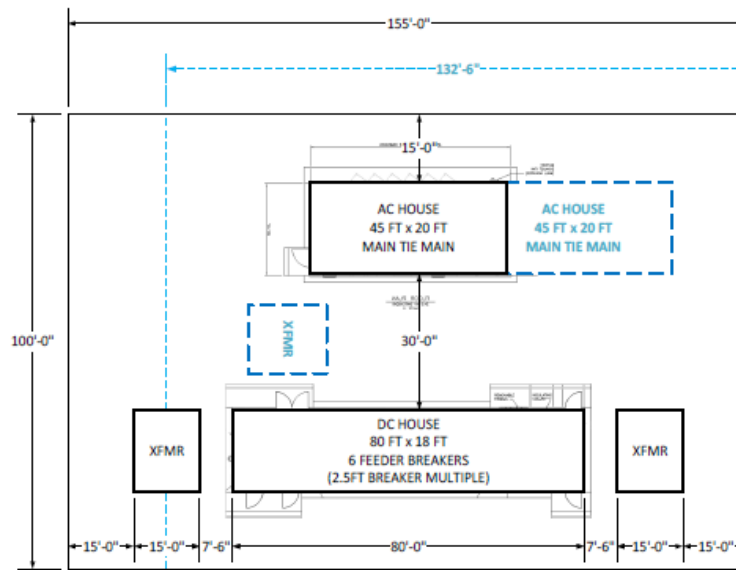 155'-0"
132'-6"
15'-0"
AC HOUSE
45 FT x 20 FT
MAIN TIE MAIN
AC HOUSE
45 FT x 20 FT
MAIN TIE MAIN
XFMR
100'-0"
30'-0"
XFMR
DC HOUSE
80 FT x 18 FT
6 FEEDER BREAKERS
(2.5FT BREAKER MULTIPLE)
XFMR
15'-0" 15'-0" 7'-6" 80'-0" 7'-6" 15'-0" 15'-0"